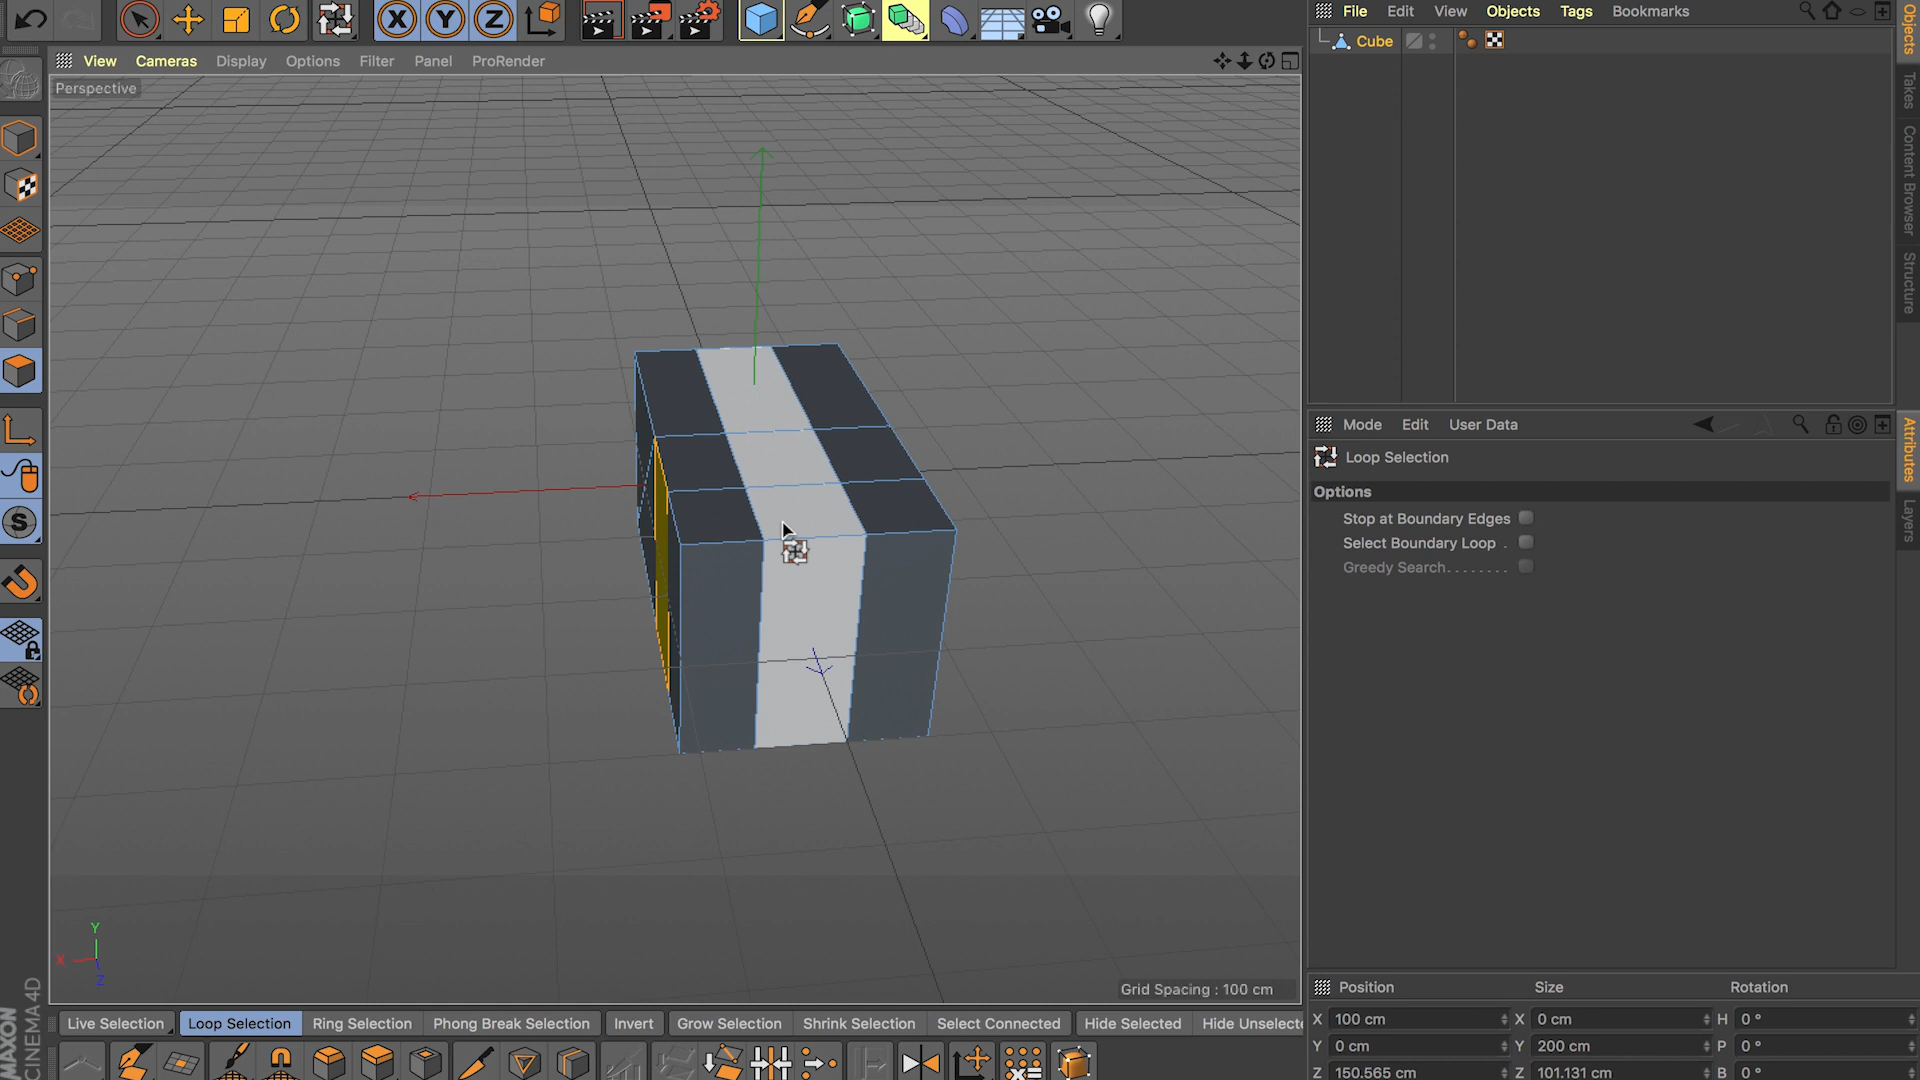 X Y Z
File Edit View Objects Tags Bookmarks
Cube
View Cameras Display Options Filter Panel ProRender
Perspective
Objects
Takes
Content Browser
Structure
Mode Edit User Data
Loop Selection
Options
Stop at Boundary Edges
Select Boundary Loop .
Greedy Search........
Attributes
Layers
S
Y
X
Z
Grid Spacing : 100 cm
Position Size Rotation
X 100 cm X 0 cm H 0 °
Y 0 cm Y 200 cm P 0 °
Z 150.565 cm Z 101.131 cm B 0 °
Live Selection Loop Selection Ring Selection Phong Break Selection Invert Grow Selection Shrink Selection Select Connected Hide Selected Hide Unselecte
MAXON
CINEMA4D